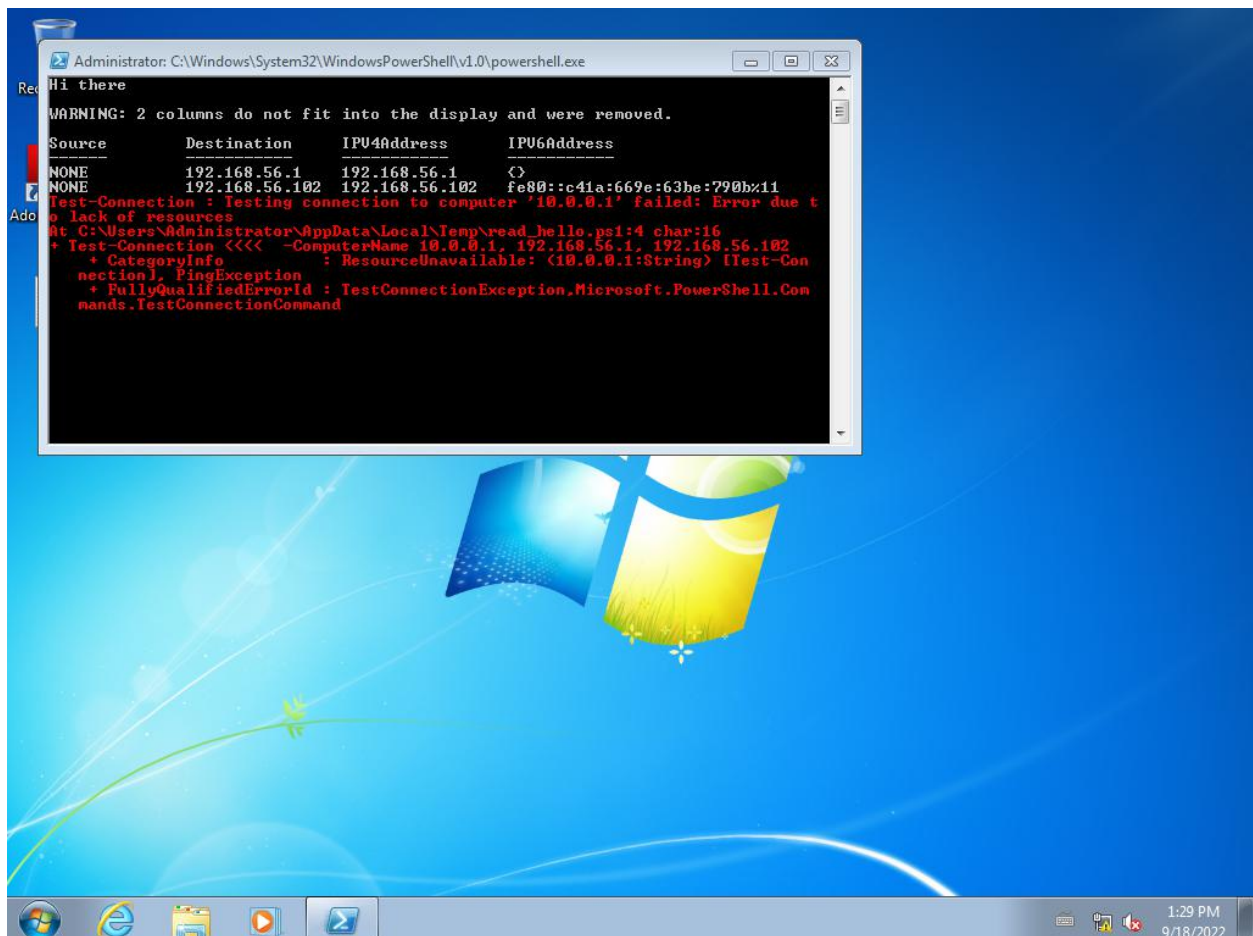 Administrator: C:\Windows\System32\WindowsPowerShell\v1.0\powershell.exe
Hi there
WARNING: 2 columns do not fit into the display and were removed.
Source Destination IPV4Address IPV6Address
------ ----------- ----------- -----------
NONE 192.168.56.1 192.168.56.1 {}
NONE 192.168.56.102 192.168.56.102 fe80::c41a:669e:63be:790b%11
Test-Connection : Testing connection to computer '10.0.0.1' failed: Error due t
o lack of resources
At C:\Users\Administrator\AppData\Local\Temp\read_hello.ps1:4 char:16
+ Test-Connection <<<<  -ComputerName 10.0.0.1, 192.168.56.1, 192.168.56.102
+ CategoryInfo : ResourceUnavailable: (10.0.0.1:String) [Test-Con
nection], PingException
+ FullyQualifiedErrorId : TestConnectionException,Microsoft.PowerShell.Com
mands.TestConnectionCommand
Rec
Ado
1:29 PM
9/18/2022